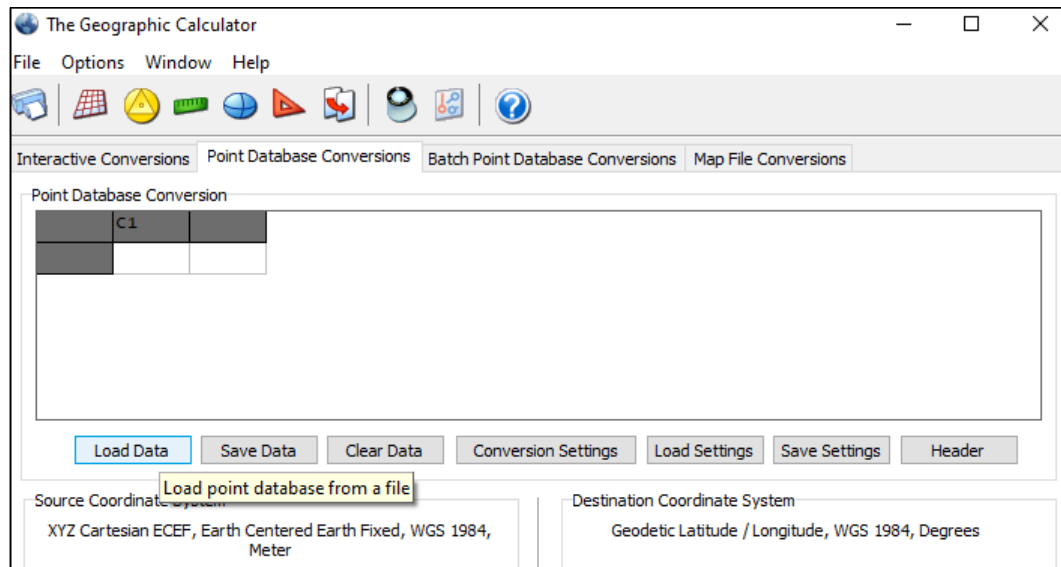 The Geographic Calculator
File Options Window Help
Interactive Conversions Point Database Conversions Batch Point Database Conversions Map File Conversions
Point Database Conversion
C1
Load Data Save Data Clear Data Conversion Settings Load Settings Save Settings Header
Load point database from a file
Source Coordinate System Destination Coordinate System
XYZ Cartesian ECEF, Earth Centered Earth Fixed, WGS 1984, Geodetic Latitude / Longitude, WGS 1984, Degrees
Meter